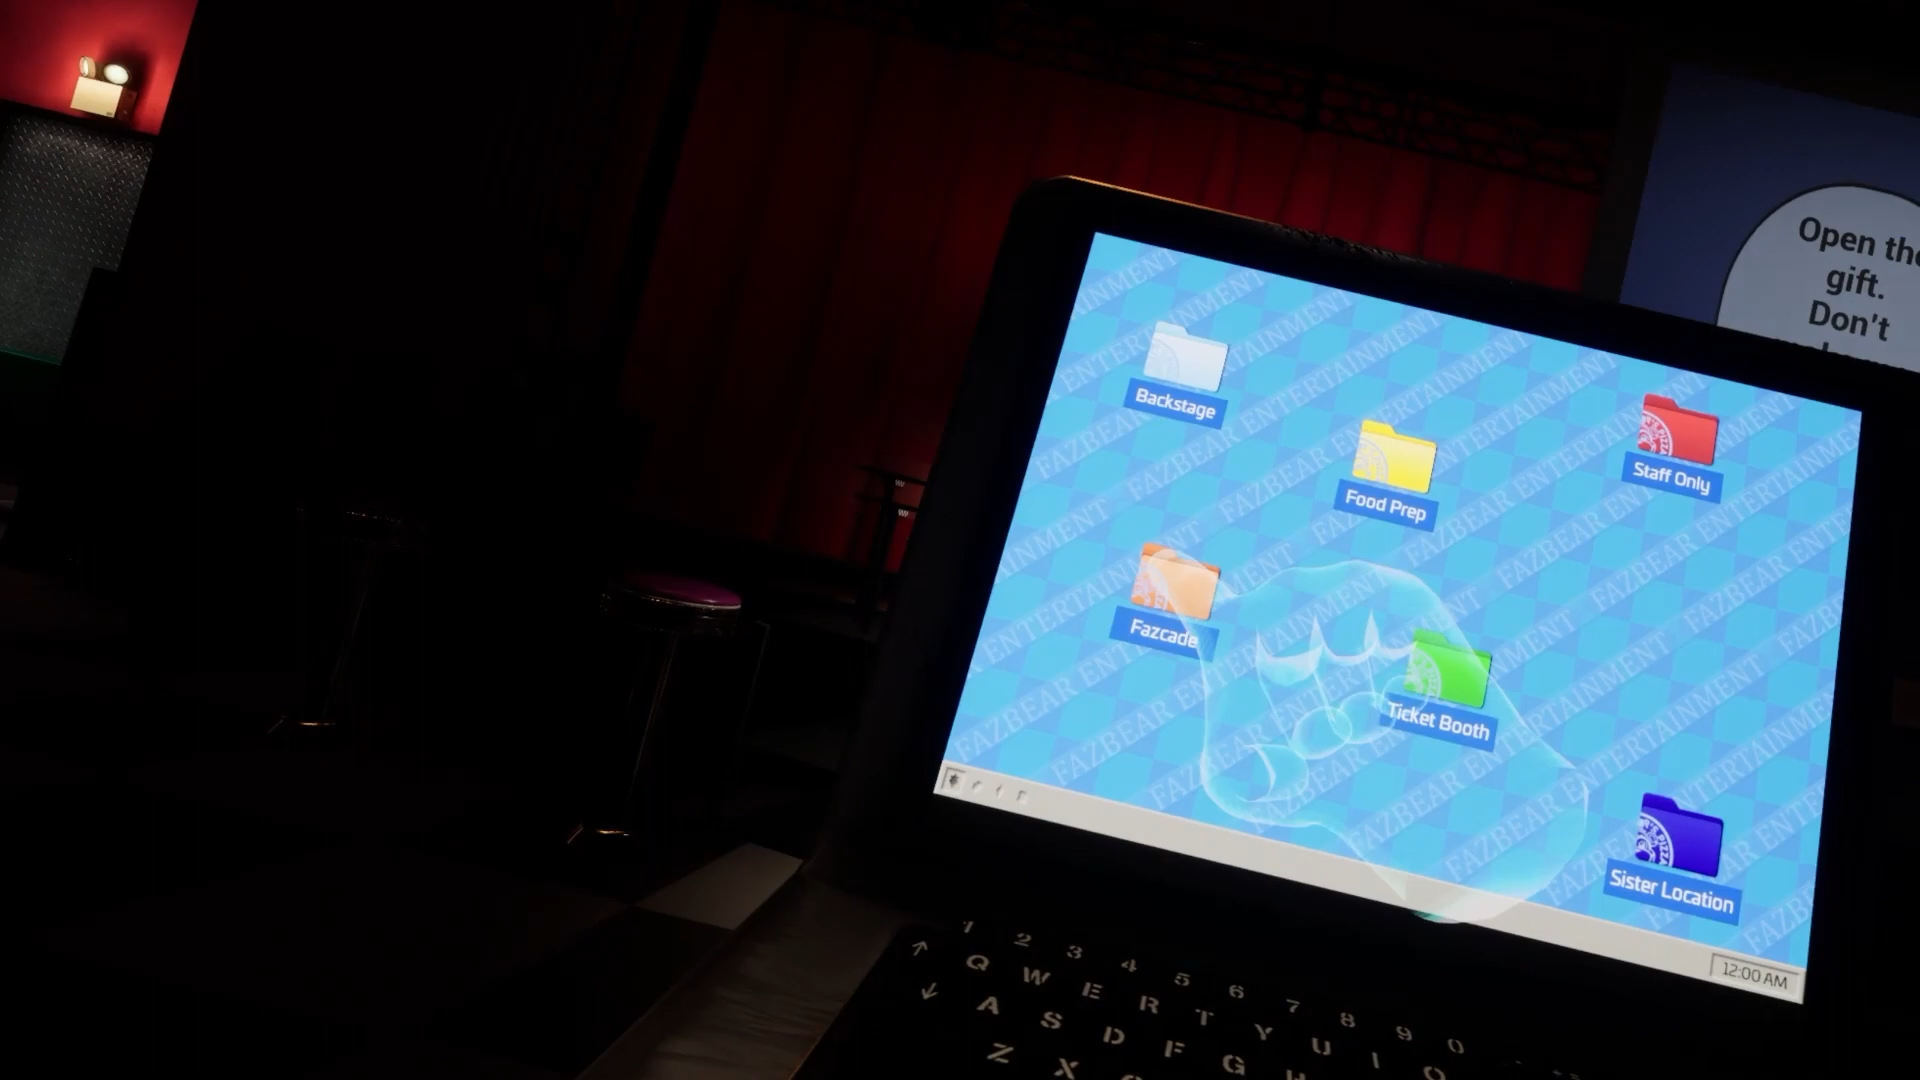 Open the
gift.
Don't
Backstage
Food Prep
Staff Only
Fazcade
Ticket Booth
Sister Location
FAZBEAR ENTERTAINMENT
12:00 AM
1 2 3 4 5 6 7 8 9 0
Q W E R T Y U I O
A S D F G
Z X